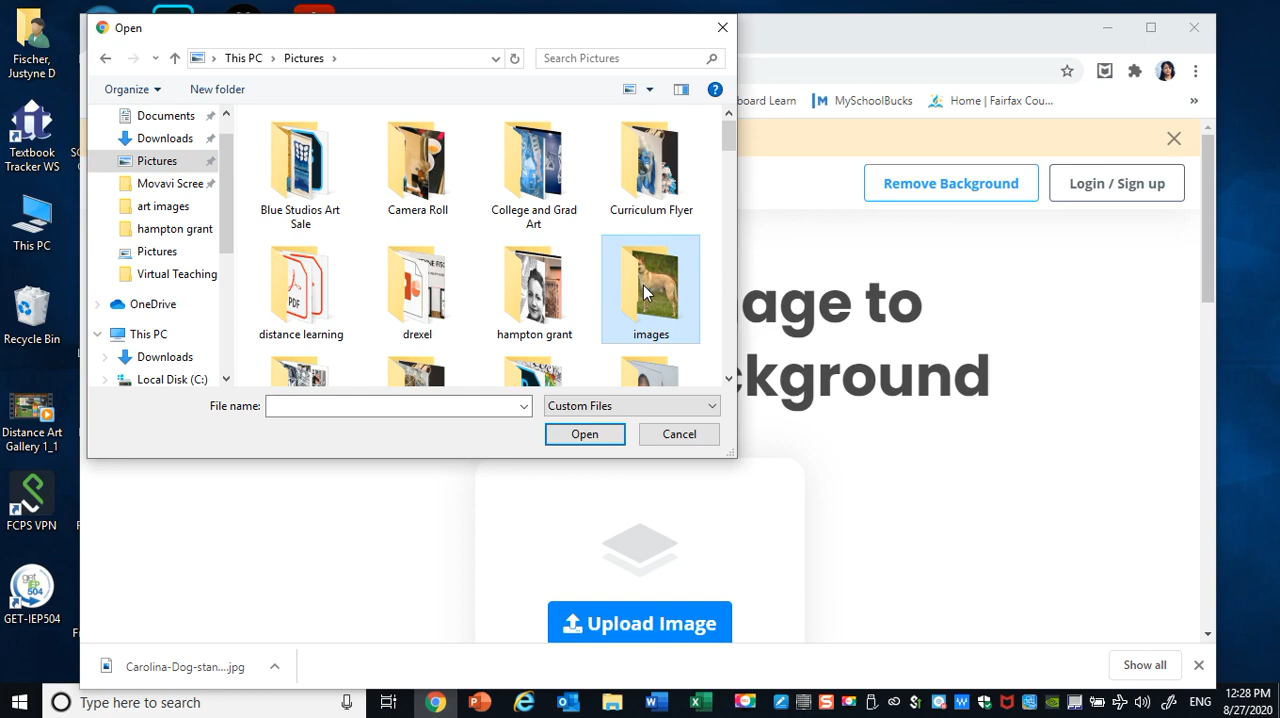 Fischer,
Justyne D
Textbook
Tracker WS
This PC
Recycle Bin
Distance Art
Gallery 1_1
FCPS VPN
GET-IEP504
get
IEP
504
Open
This PC
Pictures
Search Pictures
Organize
New folder
Documents
Downloads
Pictures
Movavi Scree
art images
hampton grant
Pictures
Virtual Teaching
OneDrive
This PC
Downloads
Local Disk (C:)
Blue Studios Art
Sale
Camera Roll
College and Grad
Art
Curriculum Flyer
PDF
distance learning
drexel
hampton grant
images
File name:
Custom Files
Open
Cancel
board Learn
MySchoolBucks
Home | Fairfax Cou...
»
Remove Background
Login / Sign up
age to
ckground
Upload Image
Carolina-Dog-stan....jpg
Show all
Type here to search
ENG
12:28 PM
8/27/2020